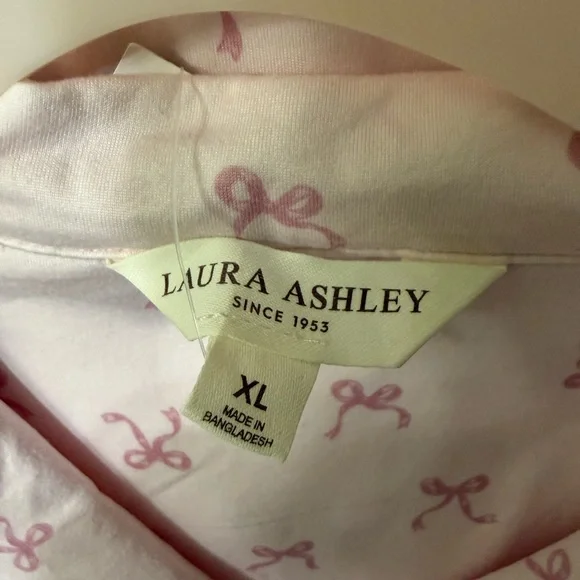 LAURA ASHLEY
SINCE 1953
XL
MADE IN
BANGLADESH